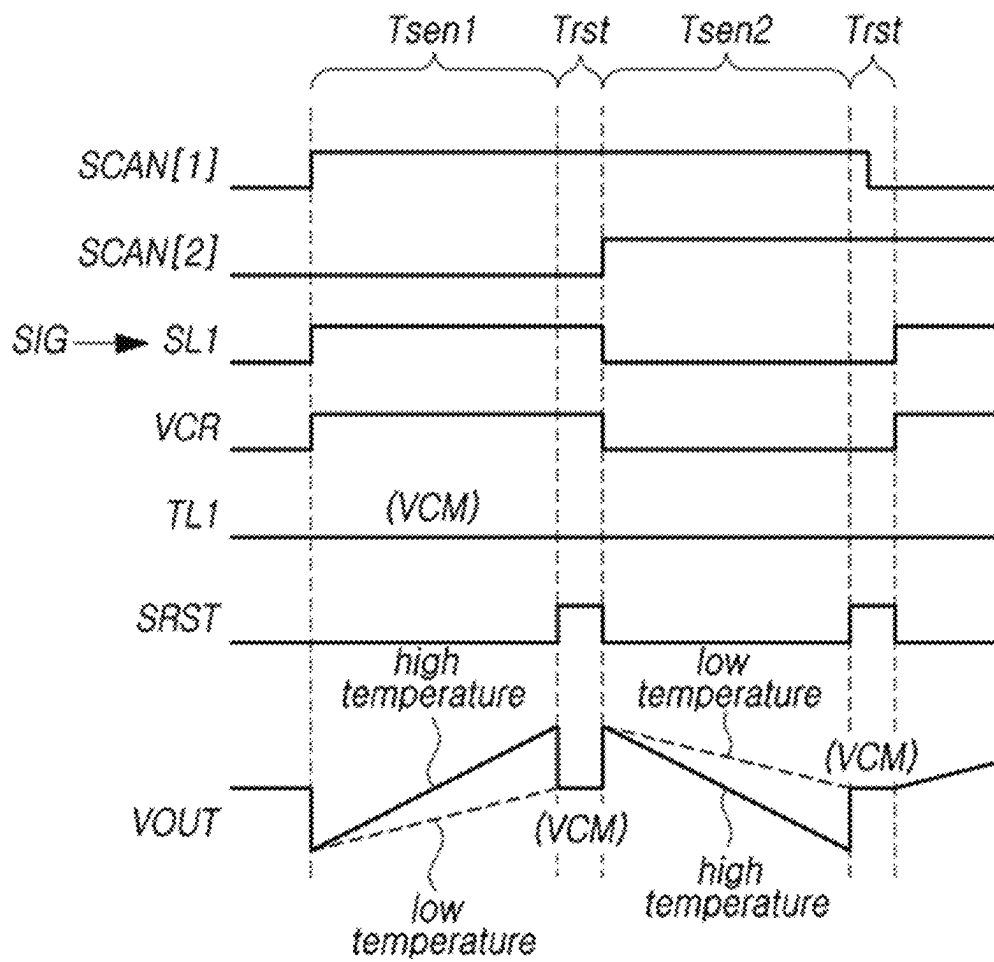 Tsen1 Trst Tsen2 Trst
SCAN[1]
SCAN[2]
SIG SL1
VCR
TL1 (VCM)
SRST
high
temperature
low
temperature
VOUT
(VCM)
(VCM)
low
temperature
high
temperature